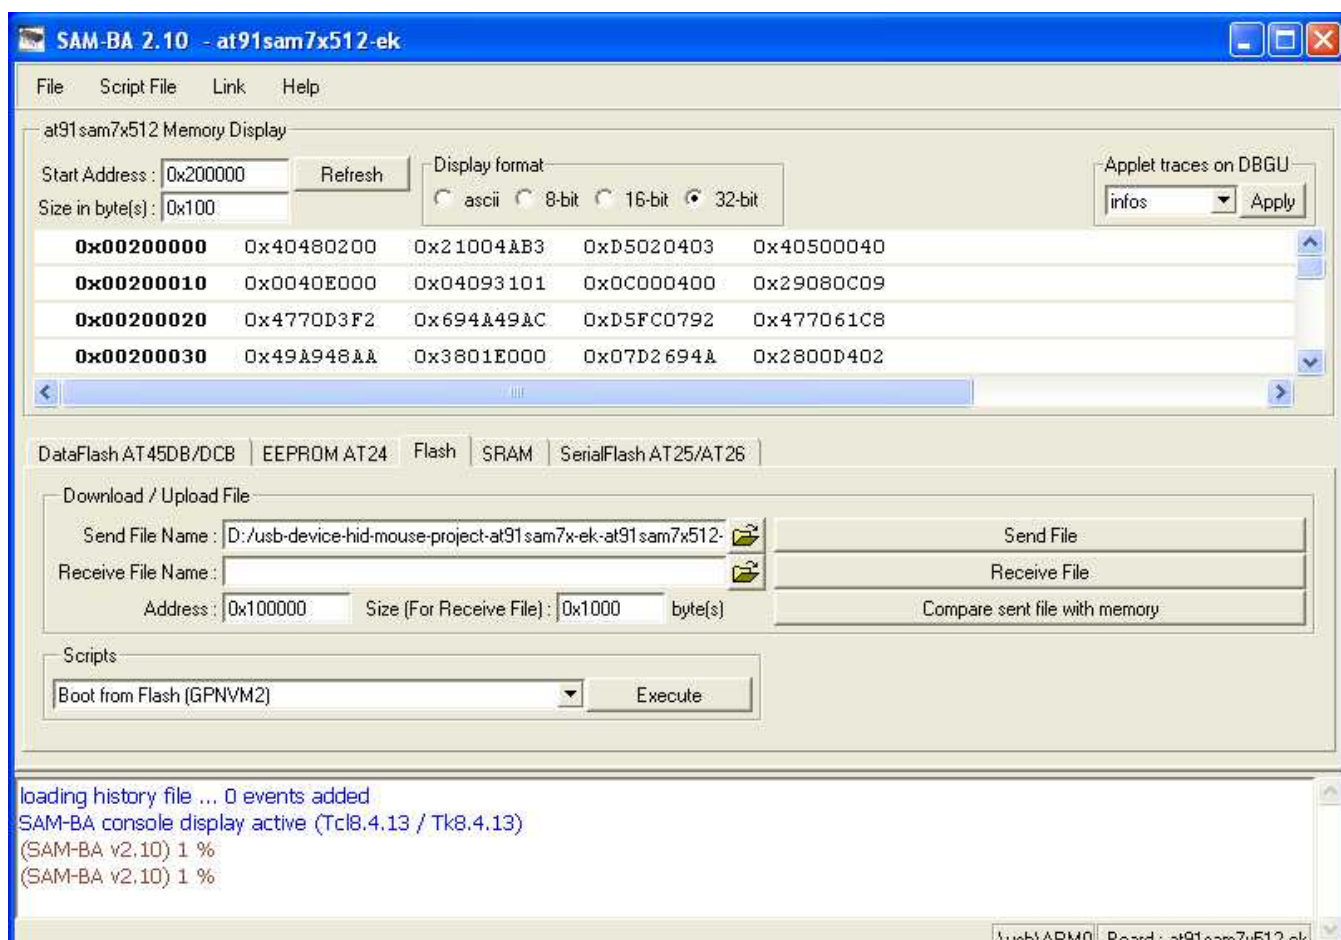 SAM-BA 2.10 - at91sam7x512-ek
File Script File Link Help
at91sam7x512 Memory Display
Start Address : 0x200000 Refresh
Size in byte(s) : 0x100
Display format
ascii 8-bit 16-bit 32-bit
Applet traces on DBGU
infos Apply
0x00200000 0x40480200 0x21004AB3 0xD5020403 0x40500040
0x00200010 0x0040E000 0x04093101 0x0C000400 0x29080C09
0x00200020 0x4770D3F2 0x694A49AC 0xD5FC0792 0x477061C8
0x00200030 0x49A948AA 0x3801E000 0x07D2694A 0x2800D402
DataFlash AT45DB/DCB EEPROM AT24 Flash SRAM SerialFlash AT25/AT26
Download / Upload File
Send File Name : D:/usb-device-hid-mouse-project-at91sam7x-ek-at91sam7x512- Send File
Receive File Name : Receive File
Address : 0x100000 Size (For Receive File) : 0x1000 byte(s) Compare sent file with memory
Scripts
Boot from Flash (GPNVM2) Execute
loading history file ... 0 events added
SAM-BA console display active (Tcl8.4.13 / Tk8.4.13)
(SAM-BA v2.10) 1 %
(SAM-BA v2.10) 1 %
\usb\ARM0 Board : at91sam7x512-ek